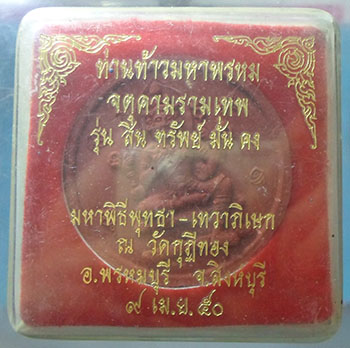 ท่านท้าวมหาพรหม
จตุคามรามเทพ
รุ่น สิน ทรัพย์ มั่น คง
มหาพิธีพุทธา-เทวาภิเษก
ณ วัดกุฎีทอง
อ.พรหมบุรี จ.สิงห์บุรี
๙ เม.ย.๕๐